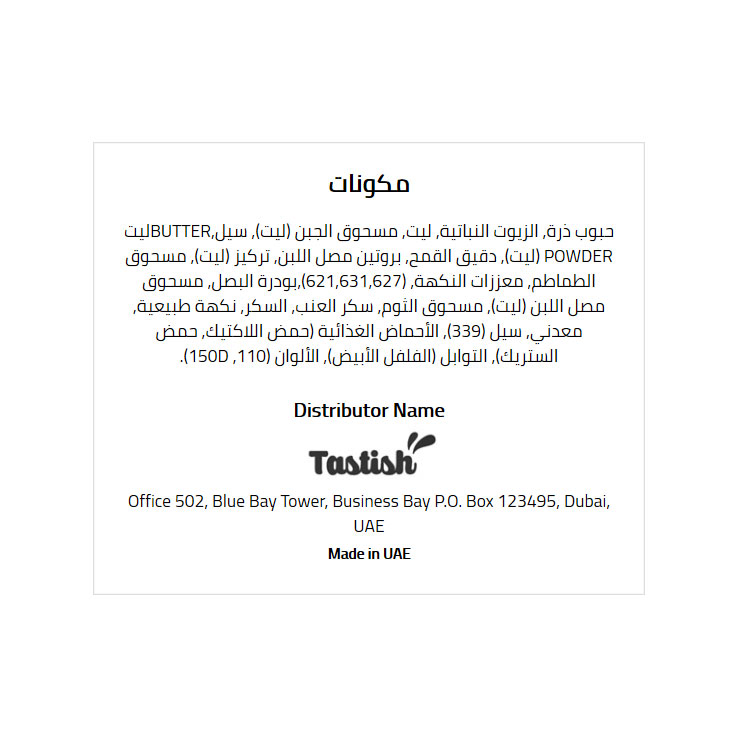 مكونات
حبوب ذرة, الزيوت النباتية, ليت, مسحوق الجبن (ليت), سيل,BUTTERليت
POWDER (ليت), دقيق القمح, بروتين مصل اللبن, تركيز (ليت), مسحوق
الطماطم, معززات النكهة, (621,631,627),بودرة البصل, مسحوق
مصل اللبن (ليت), مسحوق الثوم, سكر العنب, السكر, نكهة طبيعية,
معدني, سيل (339), الأحماض الغذائية (حمض اللاكتيك, حمض
الستريك), التوابل (الفلفل الأبيض), الألوان (110, 150D).
Distributor Name
Tastish
Office 502, Blue Bay Tower, Business Bay P.O. Box 123495, Dubai,
UAE
Made in UAE